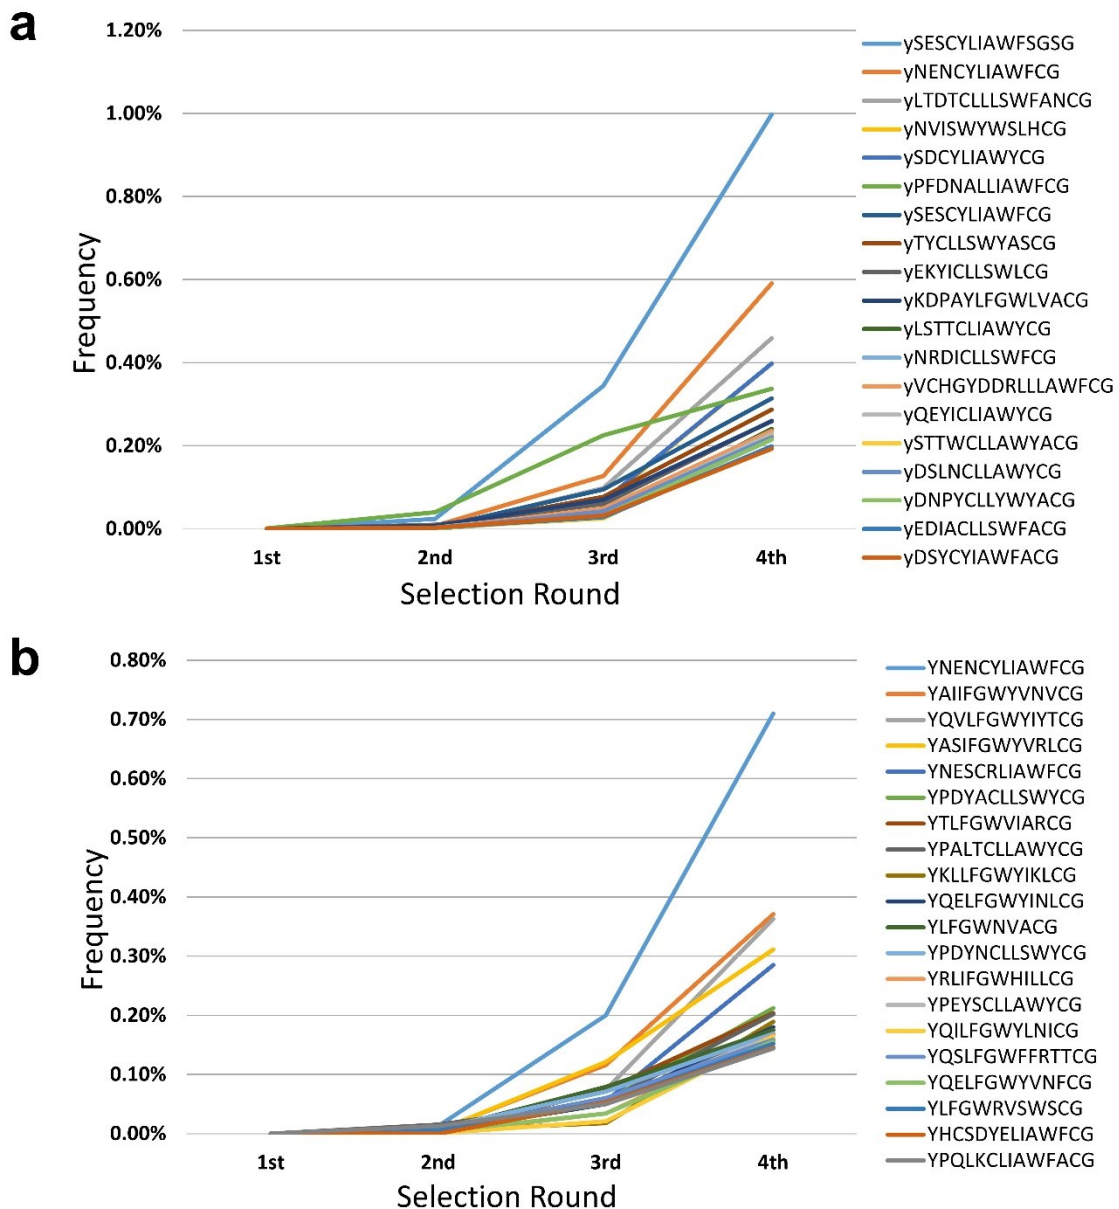 a
1.20%
1.00%
0.80%
0.60%
0.40%
0.20%
0.00%
Frequency
1st 2nd 3rd 4th
Selection Round
ySESCYLIAWFSGSG
yNENCYLIAWFCG
yLTDTCLLLSWFANCG
yNVISWYWSLHCG
ySDCYLIAWYCG
yPFDNALLIAWFCG
ySESCYLIAWFCG
yTYCLLSWYASCG
yEKYICLLSWLCG
yKDPAYLFGWLVACG
yLSTTCLIAWYCG
yNRDICLLSWFCG
yVCHGYDDRLLLAWFCG
yQEYICLIAWYCG
ySTTWCLLAWYACG
yDSLNCLLAWYCG
yDNPYCLLYWYACG
yEDIACLLSWFACG
yDSYCYIAWFACG
b
0.80%
0.70%
0.60%
0.50%
0.40%
0.30%
0.20%
0.10%
0.00%
Frequency
1st 2nd 3rd 4th
Selection Round
YNENCYLIAWFCG
YAIIFGWYVNVCG
YQVLFGWYIYTCG
YASIFGWYVRLCG
YNESCRLIAWFCG
YPDYACLLSWYCG
YTLFGWVIARCG
YPALTCLLAWYCG
YKLLFGWYIKLCG
YQELFGWYINLCG
YLFGWNVACG
YPDYNCLLSWYCG
YRLIFGWHILLCG
YPEYSCLLAWYCG
YQILFGWYLNICG
YQSLFGWFFRTTCG
YQELFGWYVNFCG
YLFGWRVSWSCG
YHCSDYELIAWFCG
YPQLKCLIAWFACG